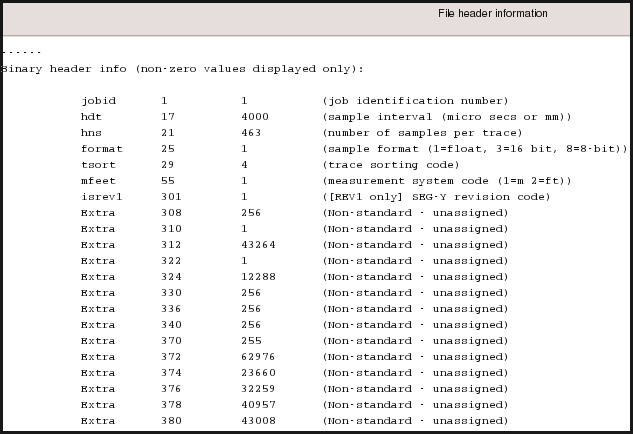 File header information
......
Binary header info (non-zero values displayed only):
jobid 1 1 (job identification number)
hdt 17 4000 (sample interval (micro secs or mm))
hns 21 463 (number of samples per trace)
format 25 1 (sample format (1=float, 3=16 bit, 8=8-bit))
tsort 29 4 (trace sorting code)
mfeet 55 1 (measurement system code (1=m 2=ft))
isrev1 301 1 ([REV1 only] SEG-Y revision code)
Extra 308 256 (Non-standard - unassigned)
Extra 310 1 (Non-standard - unassigned)
Extra 312 43264 (Non-standard - unassigned)
Extra 322 1 (Non-standard - unassigned)
Extra 324 12288 (Non-standard - unassigned)
Extra 330 256 (Non-standard - unassigned)
Extra 336 256 (Non-standard - unassigned)
Extra 340 256 (Non-standard - unassigned)
Extra 370 255 (Non-standard - unassigned)
Extra 372 62976 (Non-standard - unassigned)
Extra 374 23660 (Non-standard - unassigned)
Extra 376 32259 (Non-standard - unassigned)
Extra 378 40957 (Non-standard - unassigned)
Extra 380 43008 (Non-standard - unassigned)